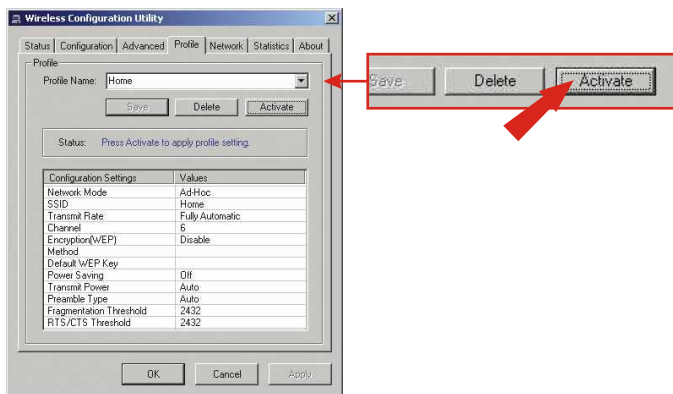 Wireless Configuration Utility
Status Configuration Advanced Profile Network Statistics About
Profile
Profile Name: Home
Save Delete Activate
Status: Press Activate to apply profile setting.
Configuration Settings Values
Network Mode Ad-Hoc
SSID Home
Transmit Rate Fully Automatic
Channel 6
Encryption(WEP) Disable
Method
Default WEP Key
Power Saving Off
Transmit Power Auto
Preamble Type Auto
Fragmentation Threshold 2432
RTS/CTS Threshold 2432
OK Cancel Apply
Save Delete Activate